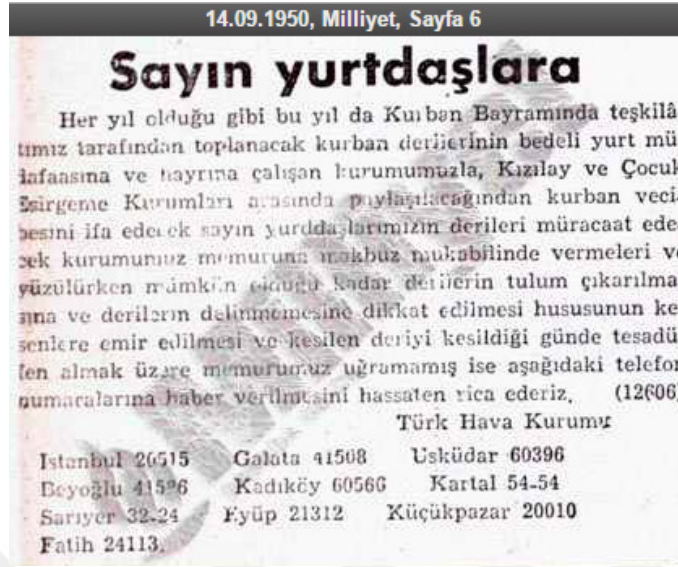 14.09.1950, Milliyet, Sayfa 6
Sayın yurtdaşlara
Her yıl olduğu gibi bu yıl da Kurban Bayramında teşkilâ
tımız tarafından toplanacak kurban derilerinin bedeli yurt mü
dafaasına ve hayrına çalışan kurumumuzla, Kızılay ve Çocuk
Esirgeme Kurumları arasında paylaşılacağından kurban veci
besini ifa edecek sayın yurddaşlarımızın derileri müracaat ede
cek kurumumuz memuruna makbuz mukabilinde vermeleri ve
yüzülürken mümkün olduğu kadar derilerin tulum çıkarılma
sına ve derilerin delinmemesine dikkat edilmesi hususunun ke
senlere emir edilmesi ve kesilen deriyi kesildiği günde tesadü
fen almak üzere memurumuz uğramamış ise aşağıdaki telefon
numaralarına haber verilmesini hassaten rica ederiz. (12606)
Türk Hava Kurumu
Istanbul 20515 Galata 41508 Usküdar 60396
Beyoğlu 41596 Kadıköy 60566 Kartal 54-54
Sarıyer 32-24 Eyüp 21312 Küçükpazar 20010
Fatih 24113.